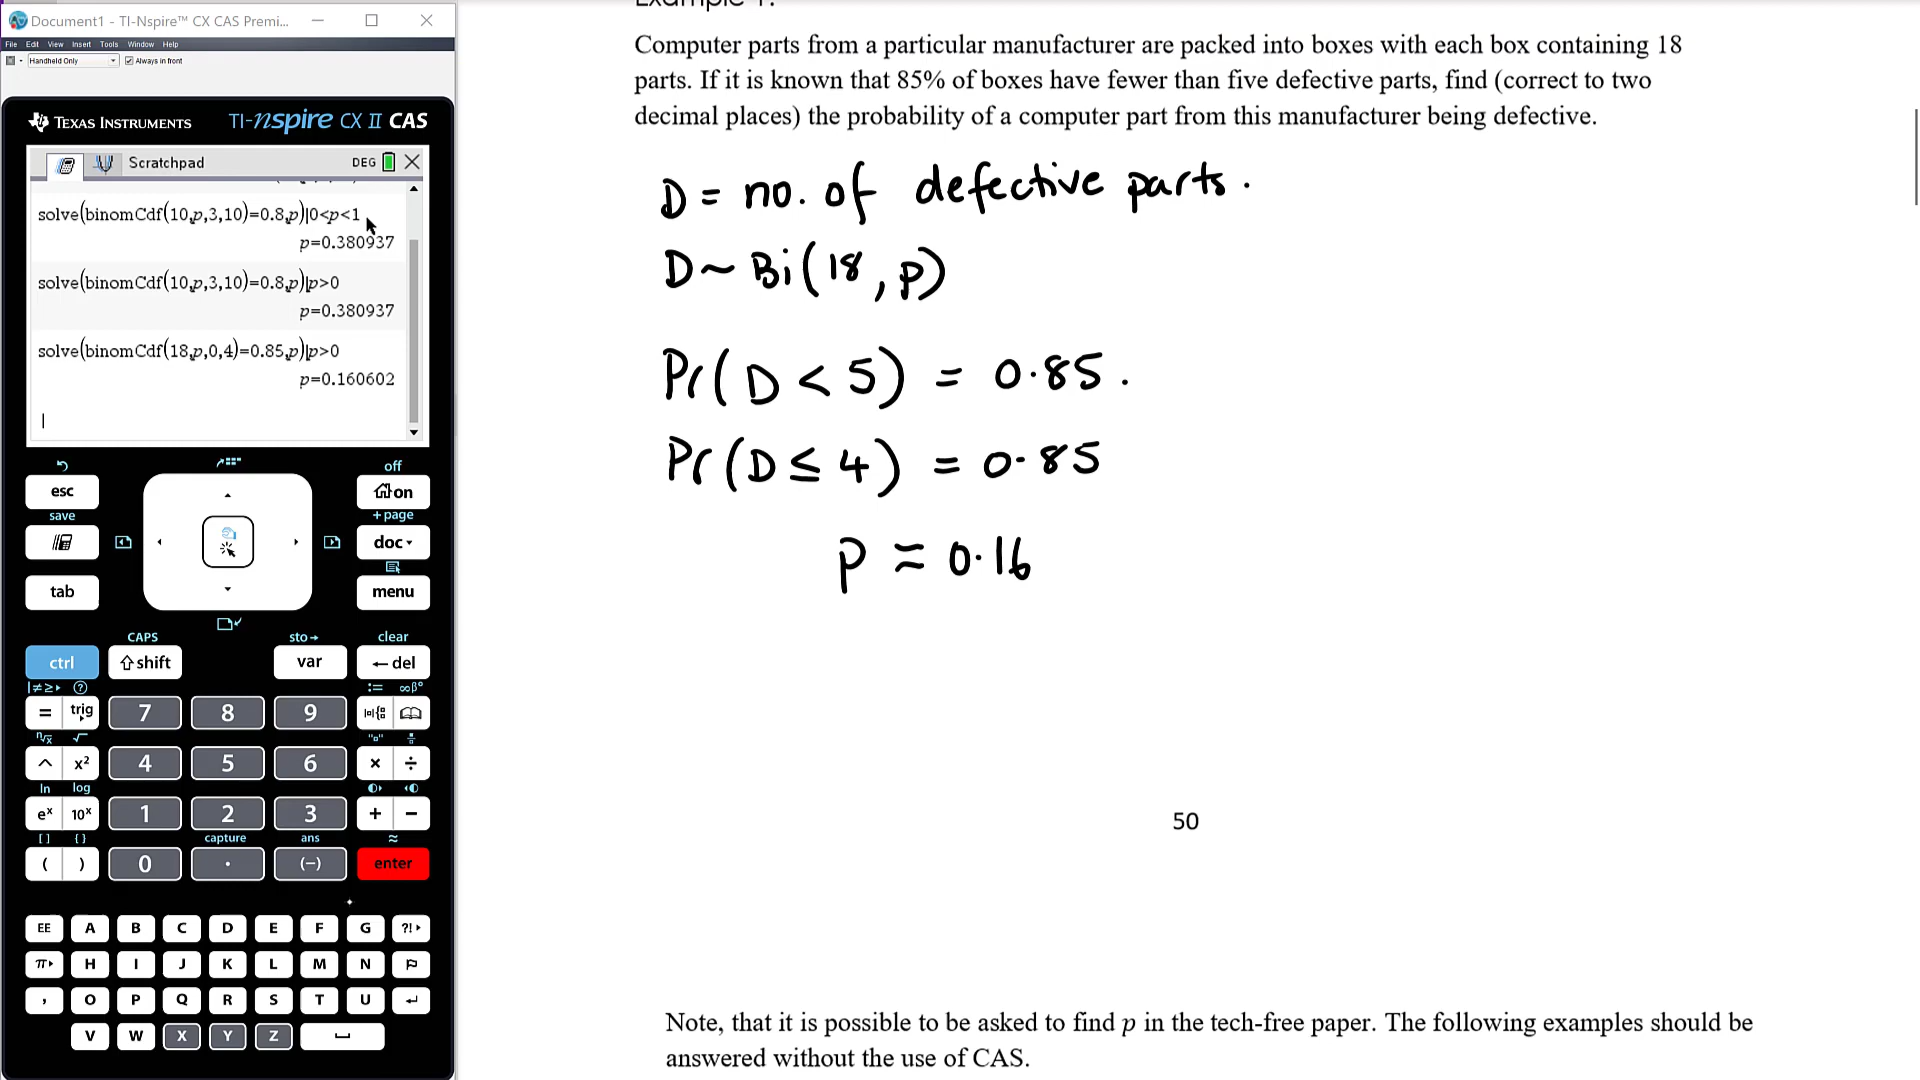 Document1 - TI-Nspire™ CX CAS Premi...
File Edit View Insert Tools Window Help
Handheld Only Always in front
TEXAS INSTRUMENTS TI-nspire CX II CAS
Scratchpad DEG
solve(binomCdf(10,p,3,10)=0.8,p)|0<p<1
p=0.380937
solve(binomCdf(10,p,3,10)=0.8,p)|p>0
p=0.380937
solve(binomCdf(18,p,0,4)=0.85,p)|p>0
p=0.160602
off
esc on
save + page
doc
tab menu
CAPS sto→ clear
ctrl shift var ←del
|≠≥▸ := ∞β°
= trig 7 8 9
^ x² 4 5 6 × ÷
ln log
eˣ 10ˣ 1 2 3 + −
[ ] { } capture ans ≈
( ) 0 . (−) enter
EE A B C D E F G ?!▸
π▸ H I J K L M N
, O P Q R S T U
V W X Y Z
Computer parts from a particular manufacturer are packed into boxes with each box containing 18
parts. If it is known that 85% of boxes have fewer than five defective parts, find (correct to two
decimal places) the probability of a computer part from this manufacturer being defective.
D = no. of defective parts.
D ~ Bi(18, p)
Pr(D < 5) = 0.85.
Pr(D ≤ 4) = 0.85
p ≈ 0.16
50
Note, that it is possible to be asked to find p in the tech-free paper. The following examples should be
answered without the use of CAS.